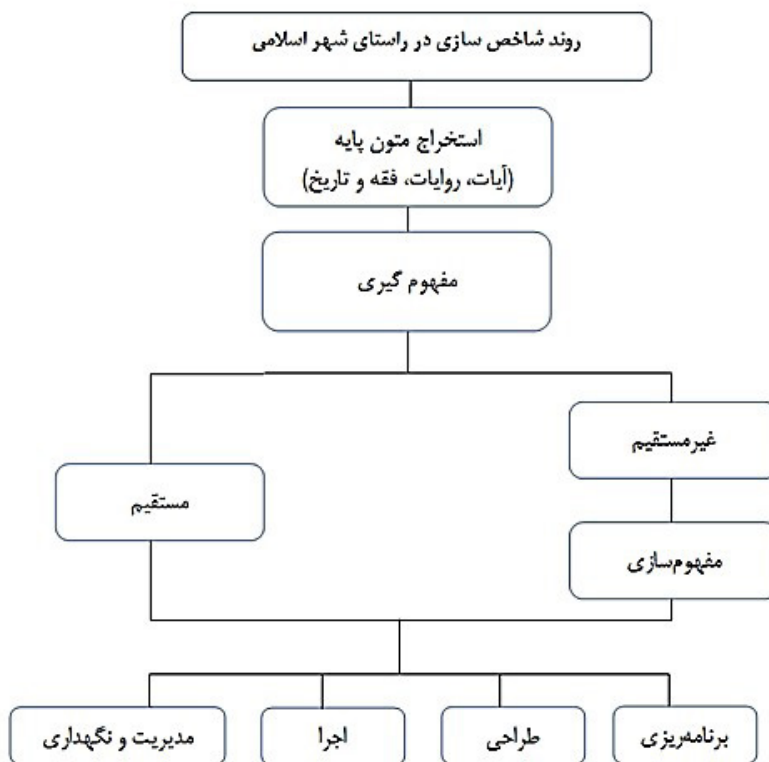 روند شاخص سازی در راستای شهر اسلامی
استخراج متون پایه
(آیات، روایات، فقه و تاریخ)
مفهوم گیری
غیرمستقیم
مستقیم
مفهوم‌سازی
برنامه‌ریزی
طراحی
اجرا
مدیریت و نگهداری